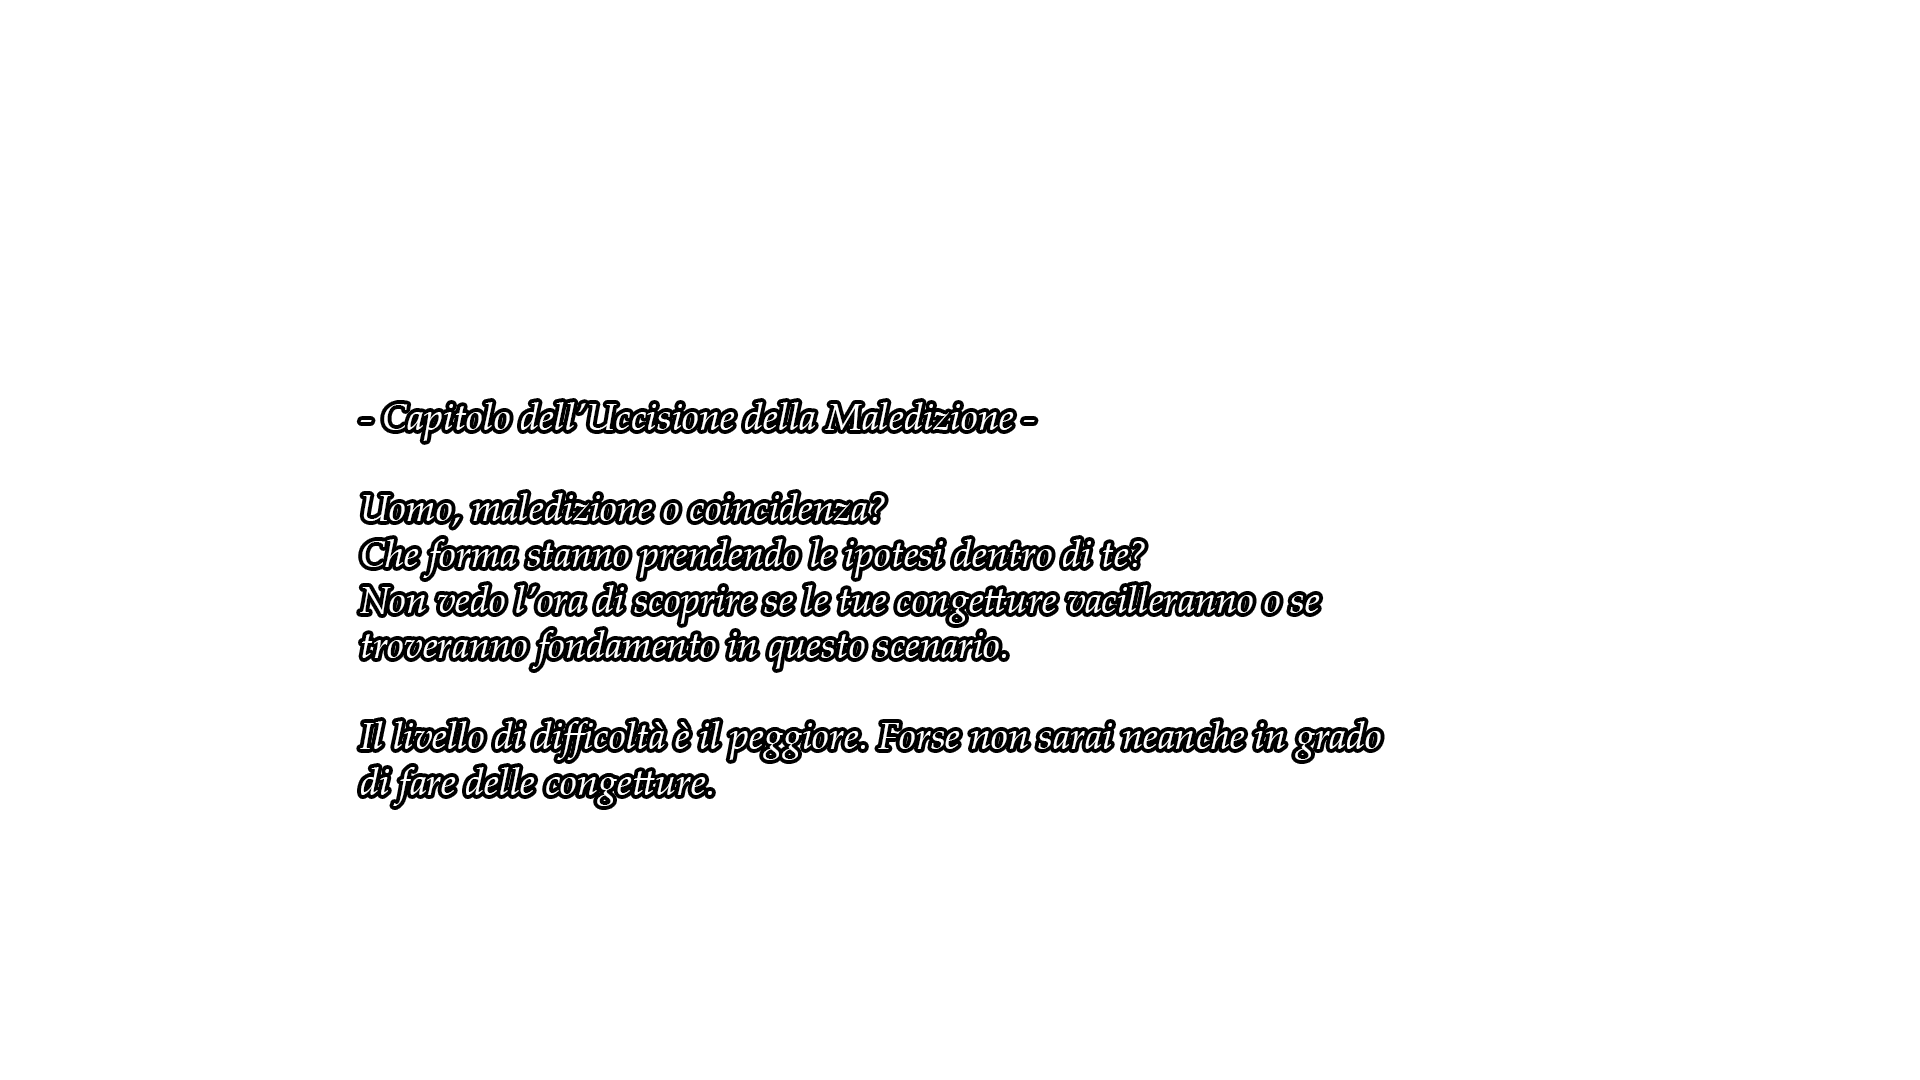 - Capitolo dell’Uccisione della Maledizione -
Uomo, maledizione o coincidenza?
Che forma stanno prendendo le ipotesi dentro di te?
Non vedo l’ora di scoprire se le tue congetture vacilleranno o se
troveranno fondamento in questo scenario.
Il livello di difficoltà è il peggiore. Forse non sarai neanche in grado
di fare delle congetture.